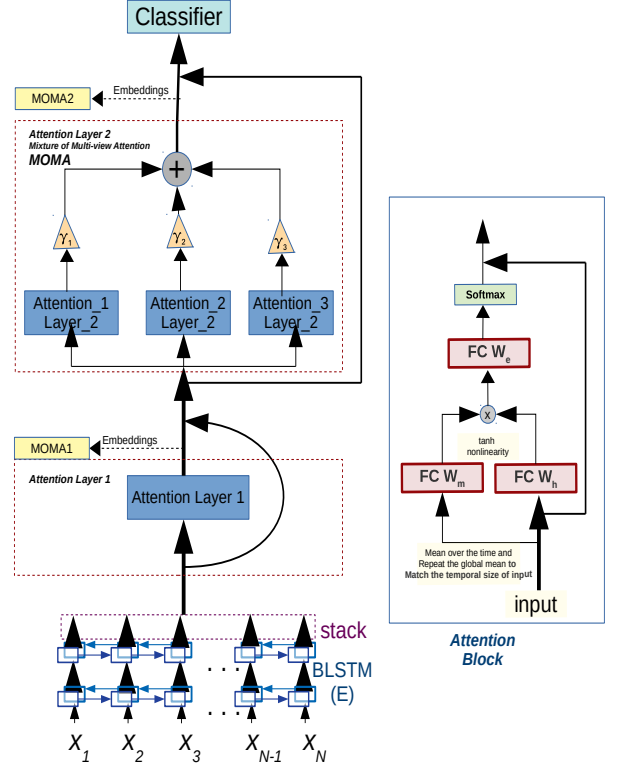 Classifier
MOMA2
Embeddings
Attention Layer 2
Mixture of Multi-view Attention
MOMA
+
γ1
γ2
γ3
Attention_1
Layer_2
Attention_2
Layer_2
Attention_3
Layer_2
MOMA1
Embeddings
Attention Layer 1
Attention Layer 1
stack
BLSTM
(E)
. . .
. . .
X1
X2
X3
XN-1
XN
Softmax
FC We
x
tanh
nonlinearity
FC Wm
FC Wh
Mean over the time and
Repeat the global mean to
Match the temporal size of input
input
Attention
Block